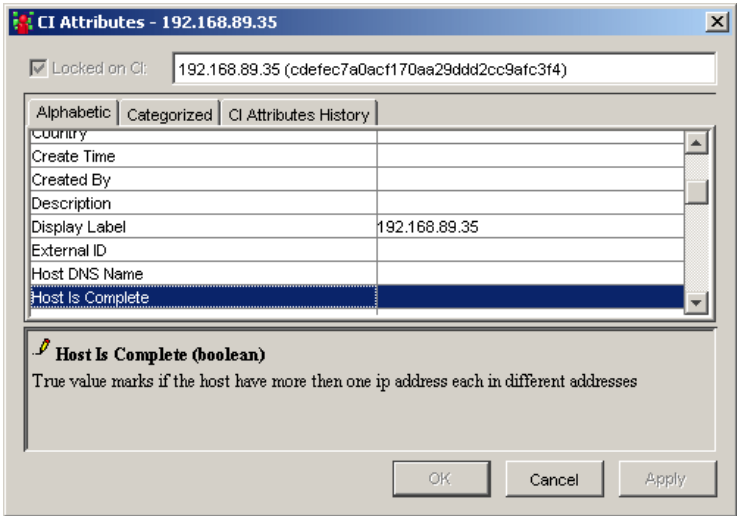 CI Attributes - 192.168.89.35
Locked on CI: 192.168.89.35 (cdefec7a0acf170aa29ddd2cc9afc3f4)
Alphabetic Categorized CI Attributes History
Country
Create Time
Created By
Description
Display Label 192.168.89.35
External ID
Host DNS Name
Host Is Complete
Host Is Complete (boolean)
True value marks if the host have more then one ip address each in different addresses
OK Cancel Apply